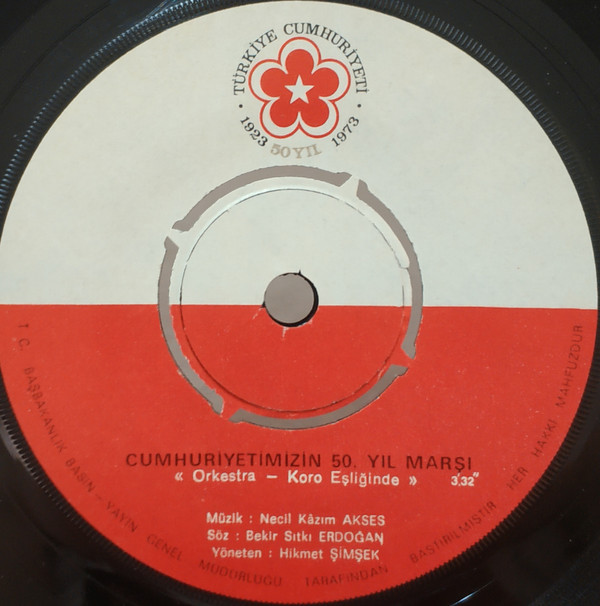 · TÜRKİYE CUMHURİYETİ ·
1923 50 YIL 1973
CUMHURİYETİMİZİN 50. YIL MARŞI
« Orkestra – Koro Eşliğinde » 3.32"
Müzik : Necil Kâzım AKSES
Söz : Bekir Sıtkı ERDOĞAN
Yöneten : Hikmet ŞİMŞEK
T.C. BAŞBAKANLIK BASIN – YAYIN GENEL MÜDÜRLÜĞÜ TARAFINDAN BASTIRILMIŞTIR HER HAKKI MAHFUZDUR